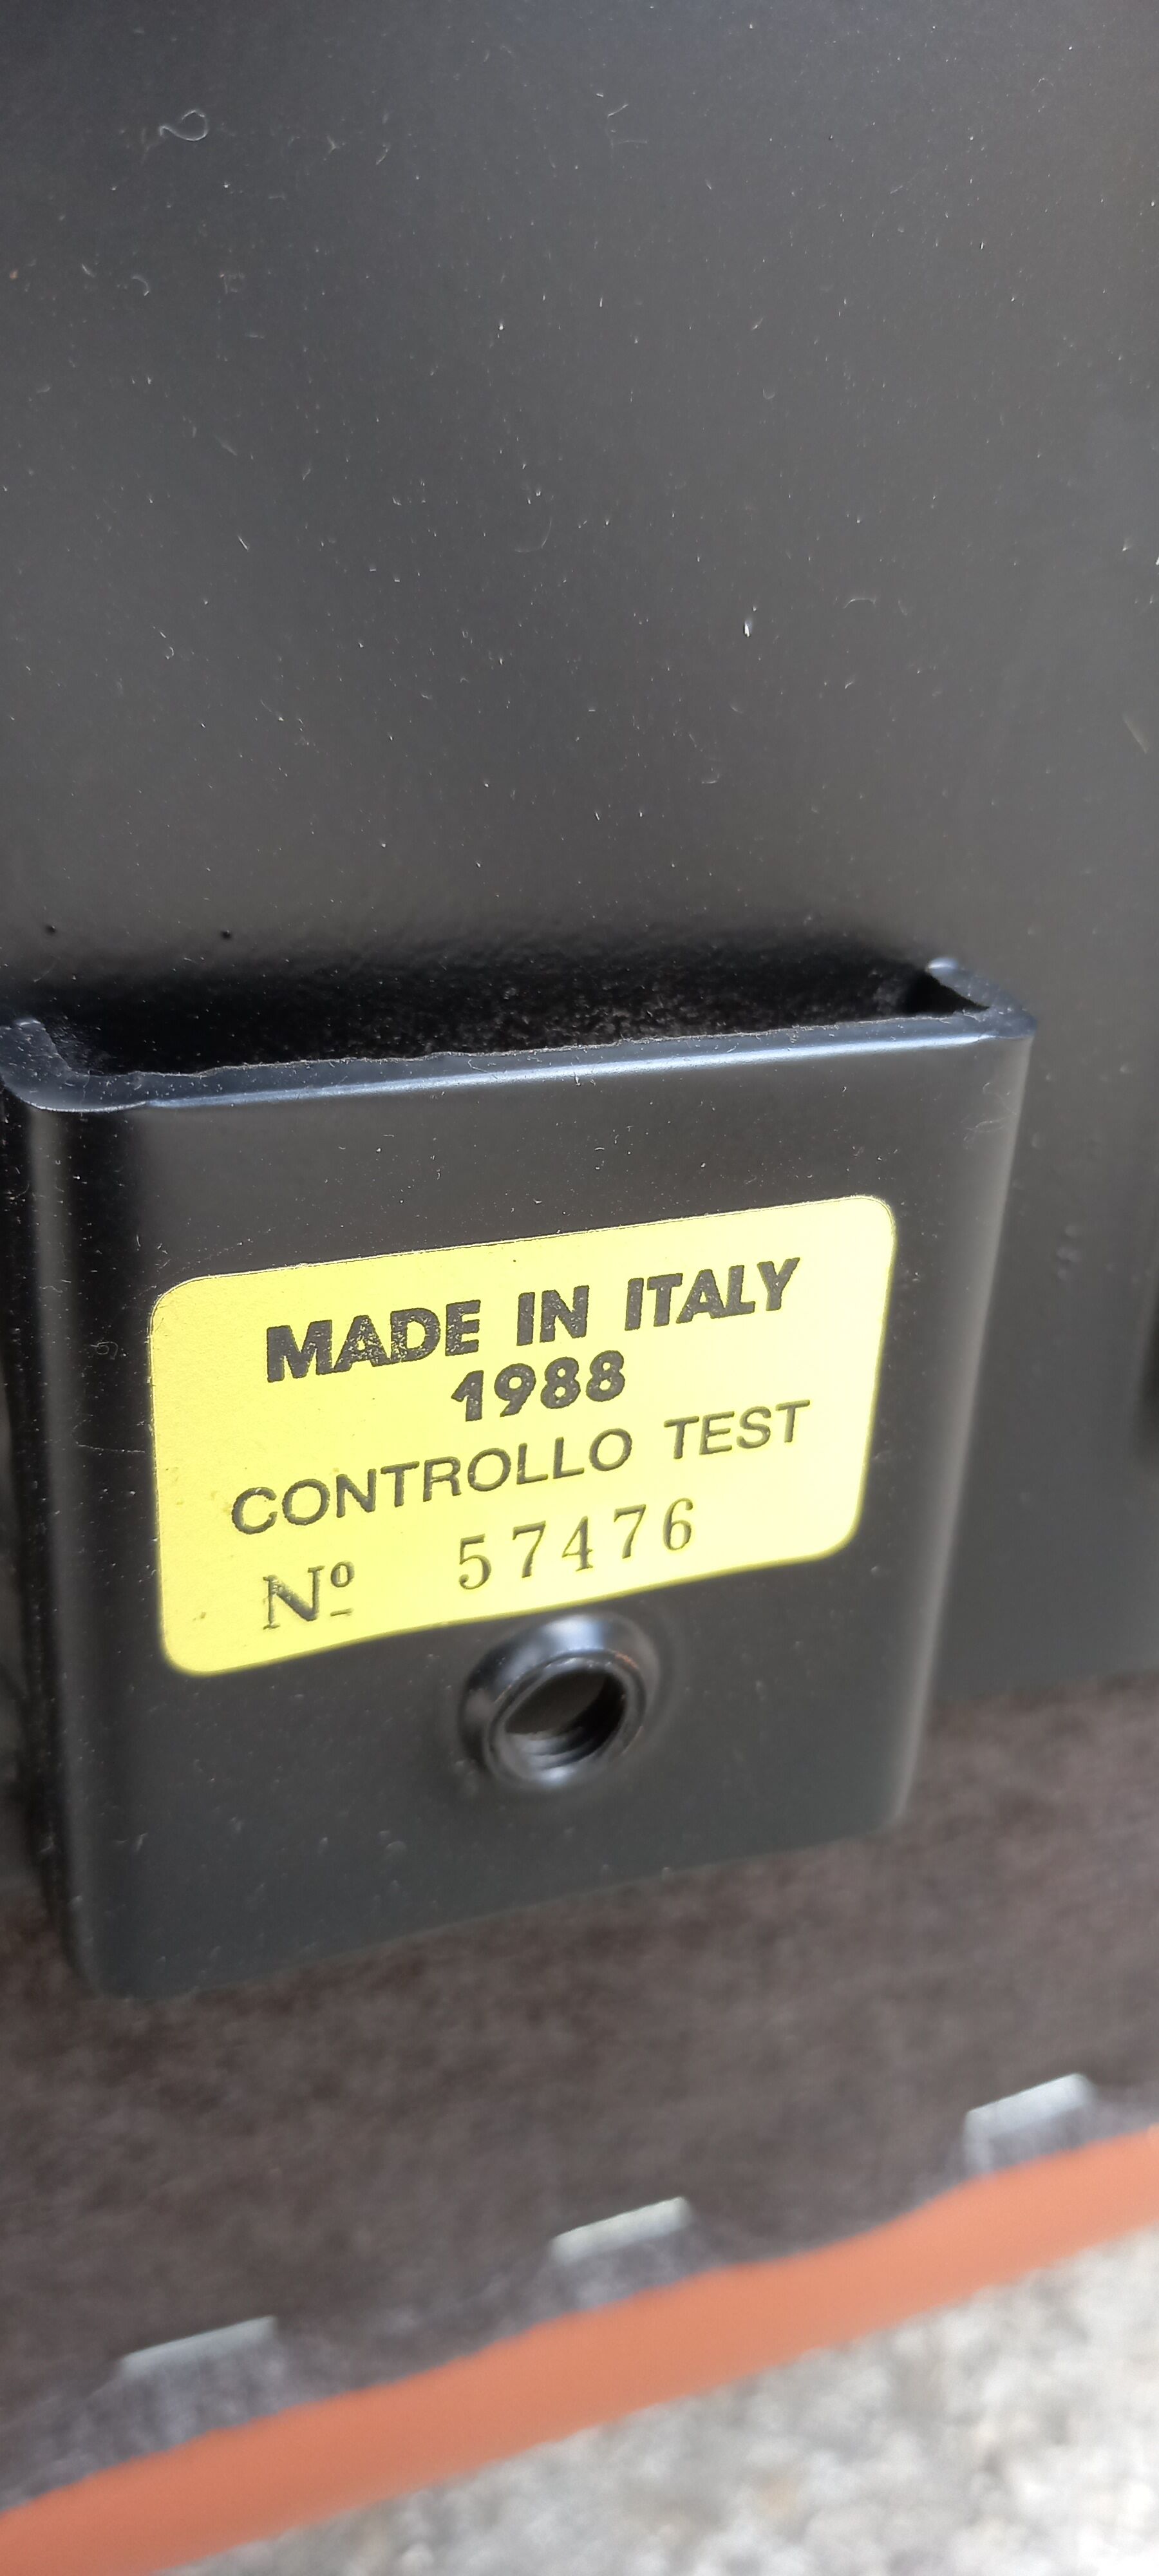 MADE IN ITALY
1988
CONTROLLO TEST
Nº 57476